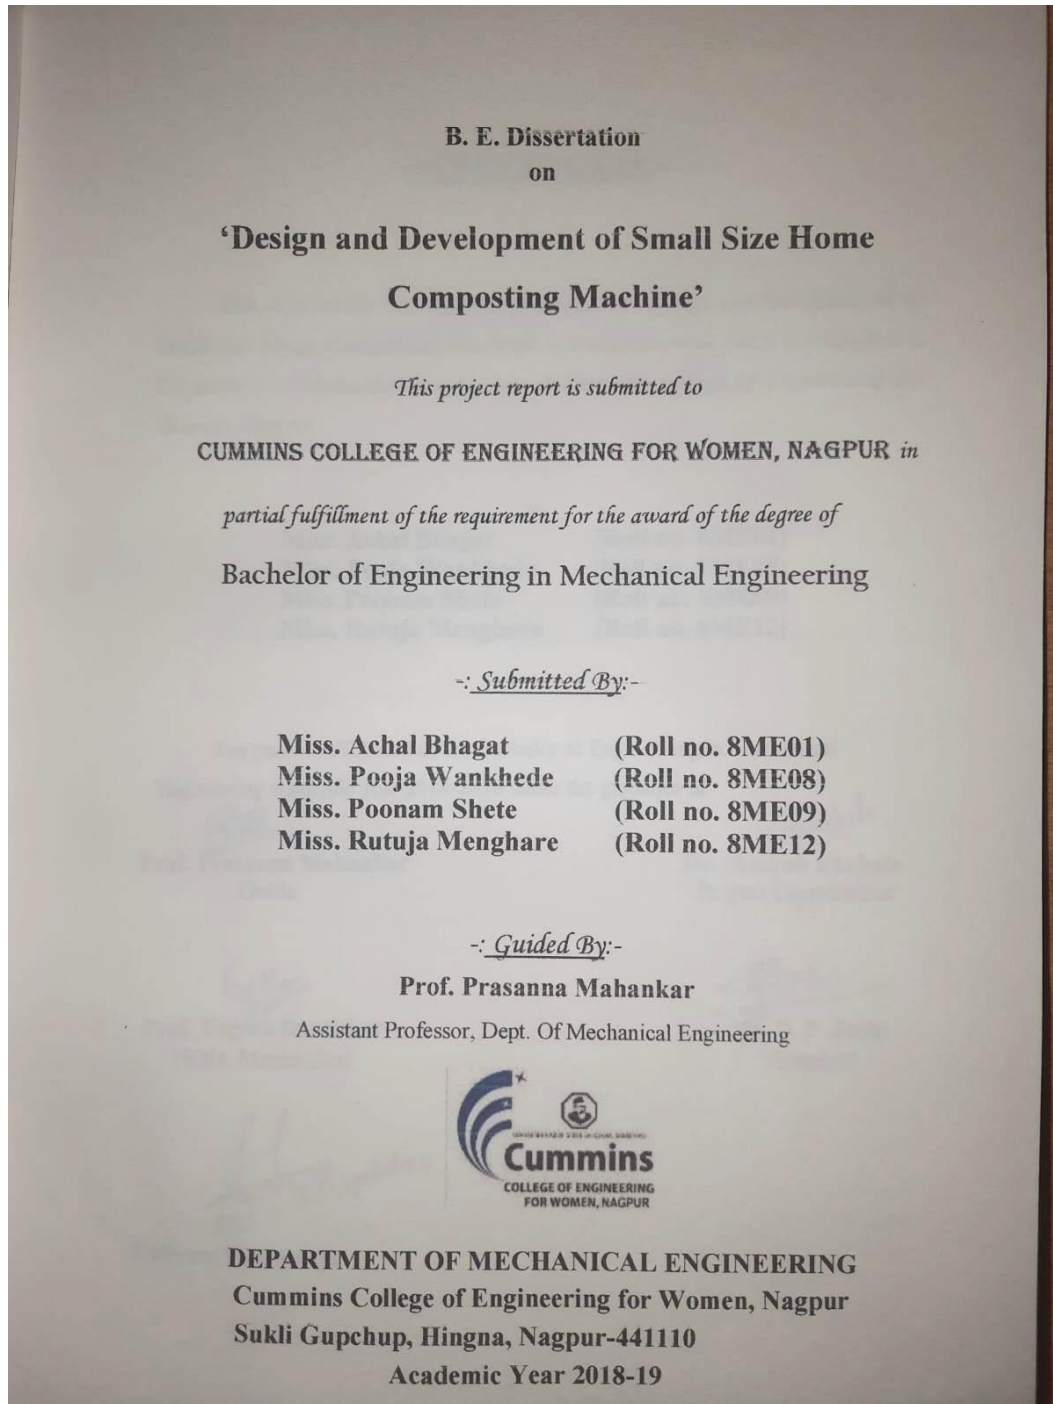 B. E. Dissertation
on
‘Design and Development of Small Size Home
Composting Machine’
This project report is submitted to
CUMMINS COLLEGE OF ENGINEERING FOR WOMEN, NAGPUR in
partial fulfillment of the requirement for the award of the degree of
Bachelor of Engineering in Mechanical Engineering
-: Submitted By:-
Miss. Achal Bhagat (Roll no. 8ME01)
Miss. Pooja Wankhede (Roll no. 8ME08)
Miss. Poonam Shete (Roll no. 8ME09)
Miss. Rutuja Menghare (Roll no. 8ME12)
-: Guided By:-
Prof. Prasanna Mahankar
Assistant Professor, Dept. Of Mechanical Engineering
Cummins
COLLEGE OF ENGINEERING
FOR WOMEN, NAGPUR
DEPARTMENT OF MECHANICAL ENGINEERING
Cummins College of Engineering for Women, Nagpur
Sukli Gupchup, Hingna, Nagpur-441110
Academic Year 2018-19